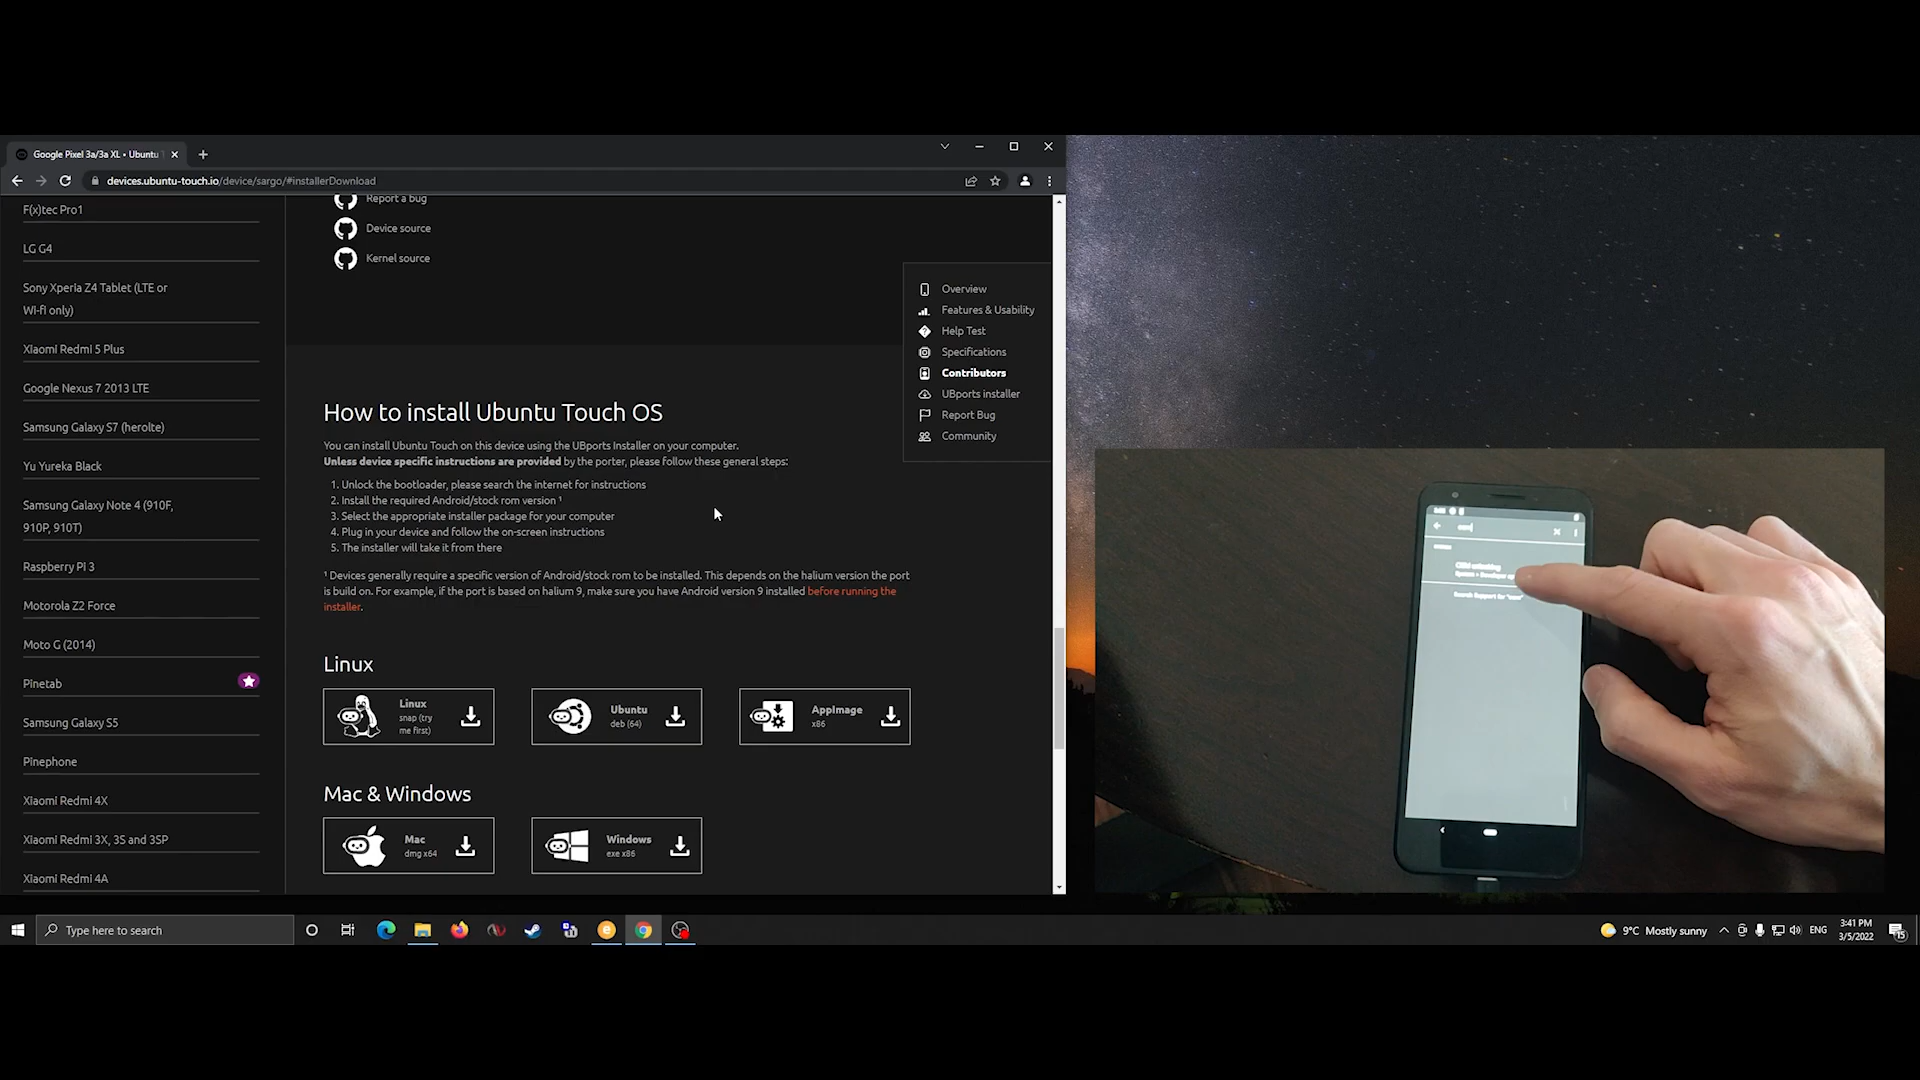 Google Pixel 3a/3a XL • Ubuntu
devices.ubuntu-touch.io/device/sargo/#installerDownload
F(x)tec Pro1
LG G4
Sony Xperia Z4 Tablet (LTE or
Wi-fi only)
Xiaomi Redmi 5 Plus
Google Nexus 7 2013 LTE
Samsung Galaxy S7 (herolte)
Yu Yureka Black
Samsung Galaxy Note 4 (910F,
910P, 910T)
Raspberry Pi 3
Motorola Z2 Force
Moto G (2014)
Pinetab
Samsung Galaxy S5
Pinephone
Xiaomi Redmi 4X
Xiaomi Redmi 3X, 3S and 3SP
Xiaomi Redmi 4A
Report a bug
Device source
Kernel source
Overview
Features & Usability
Help Test
Specifications
Contributors
UBports installer
Report Bug
Community
How to install Ubuntu Touch OS
You can install Ubuntu Touch on this device using the UBports Installer on your computer.
Unless device specific instructions are provided by the porter, please follow these general steps:
1. Unlock the bootloader, please search the internet for instructions
2. Install the required Android/stock rom version ¹
3. Select the appropriate installer package for your computer
4. Plug in your device and follow the on-screen instructions
5. The installer will take it from there
¹ Devices generally require a specific version of Android/stock rom to be installed. This depends on the halium version the port
is build on. For example, if the port is based on halium 9, make sure you have Android version 9 installed before running the
installer.
Linux
Linux
snap (try
me first)
Ubuntu
deb (64)
AppImage
x86
Mac & Windows
Mac
dmg x64
Windows
exe x86
OEM unlocking
Search Support for "oem"
Type here to search
9°C Mostly sunny
ENG
3:41 PM
3/5/2022
15